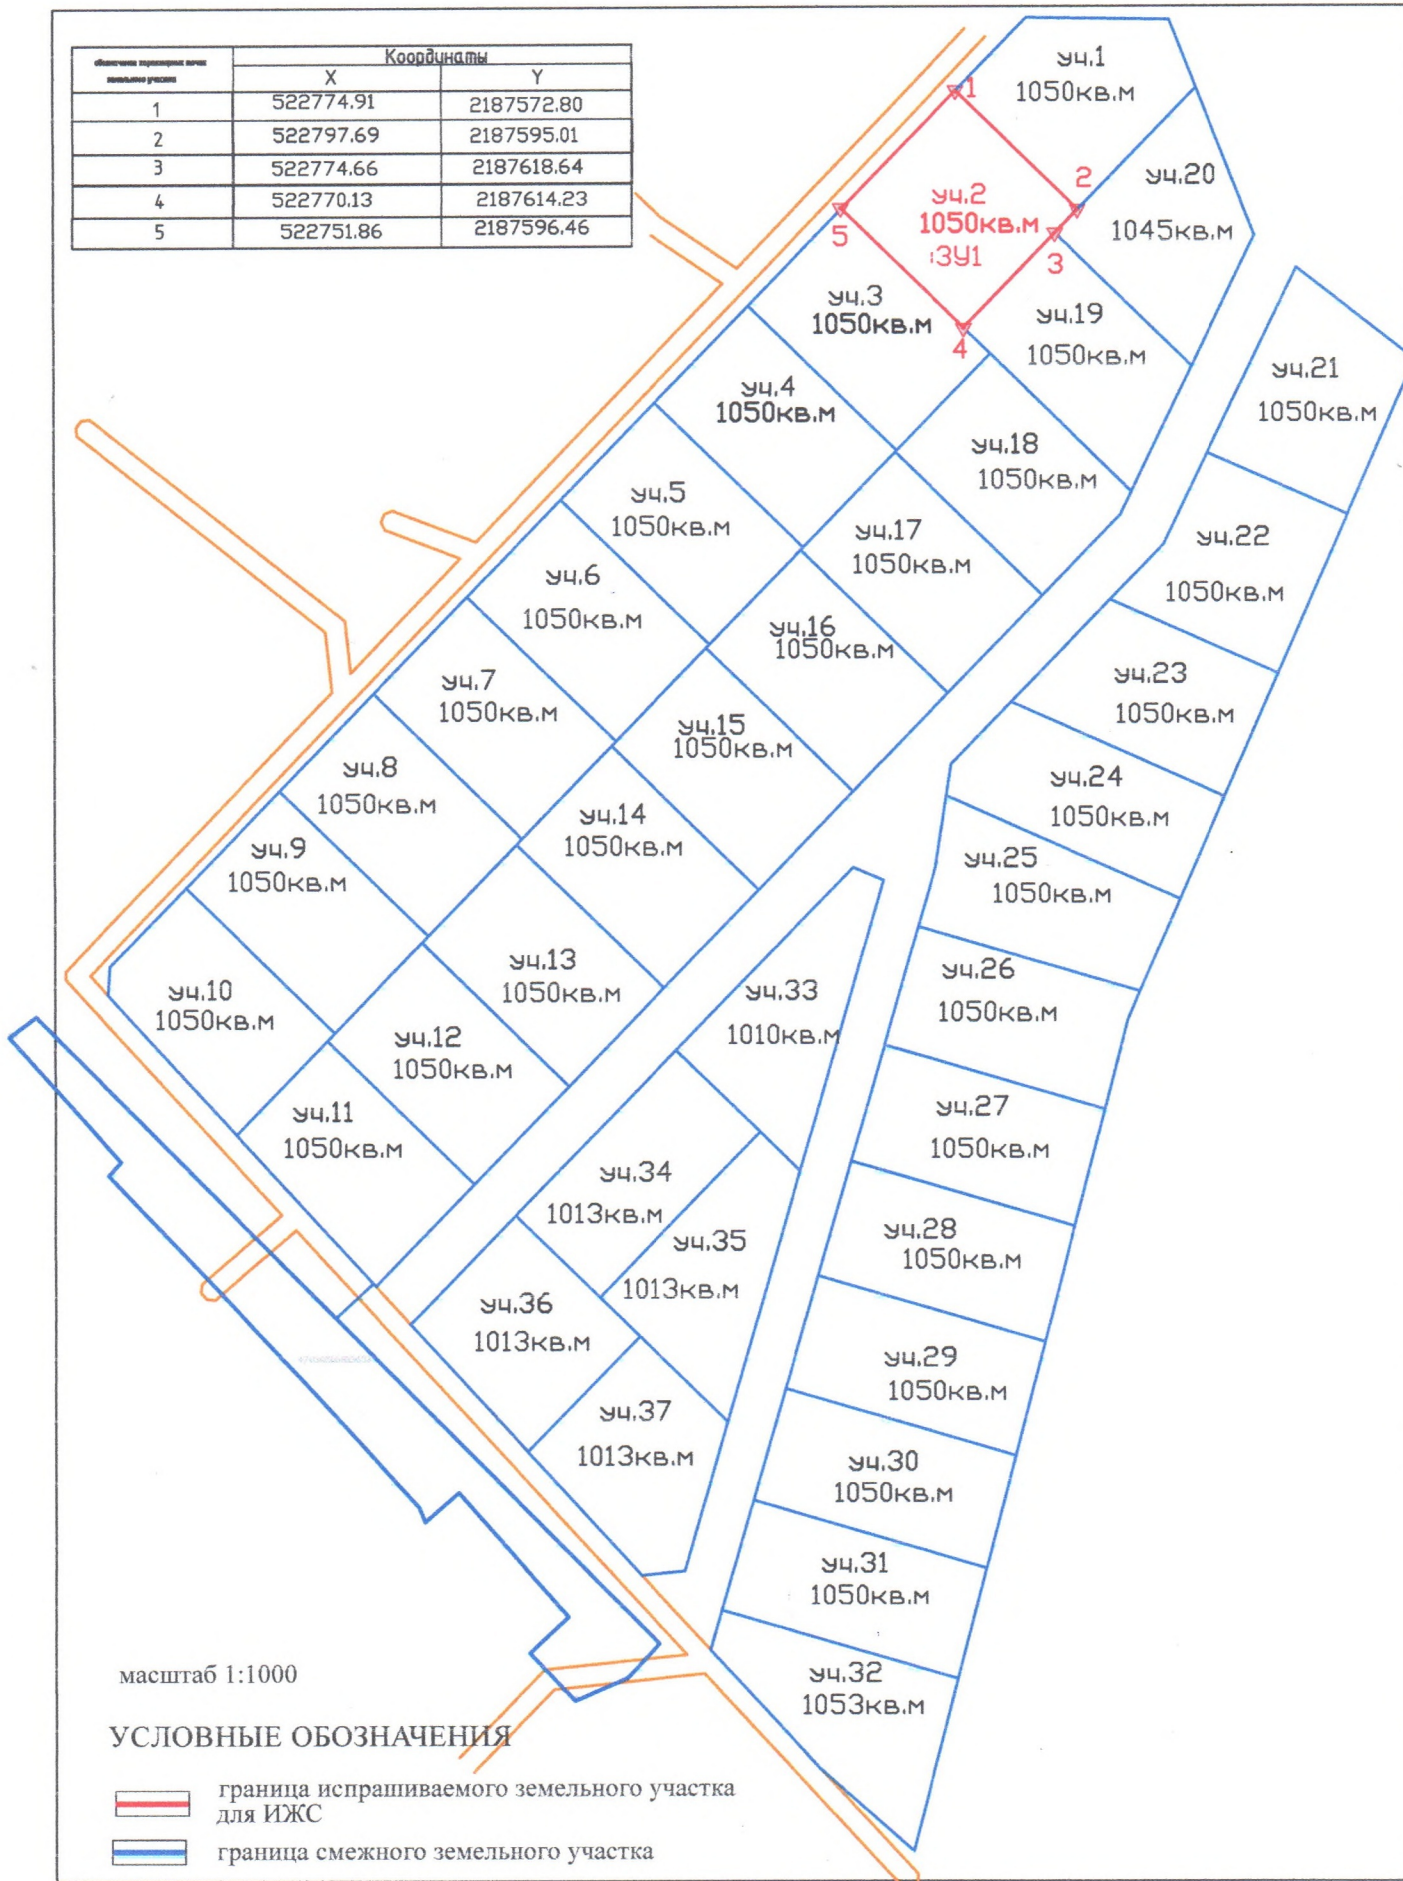 Координаты
X Y
1 522774.91 2187572.80
2 522797.69 2187595.01
3 522774.66 2187618.64
4 522770.13 2187614.23
5 522751.86 2187596.46
уч.1
1050кв.м
1
2
уч.20
1045кв.м
уч.2
1050кв.м
:ЗУ1
5
3
4
уч.3
1050кв.м
уч.19
1050кв.м
уч.21
1050кв.м
уч.4
1050кв.м
уч.18
1050кв.м
уч.5
1050кв.м
уч.17
1050кв.м
уч.22
1050кв.м
уч.6
1050кв.м
уч.16
1050кв.м
уч.23
1050кв.м
уч.7
1050кв.м
уч.15
1050кв.м
уч.24
1050кв.м
уч.8
1050кв.м
уч.14
1050кв.м
уч.25
1050кв.м
уч.9
1050кв.м
уч.13
1050кв.м
уч.33
1010кв.м
уч.26
1050кв.м
уч.10
1050кв.м
уч.12
1050кв.м
уч.27
1050кв.м
уч.11
1050кв.м
уч.34
1013кв.м
уч.35
1013кв.м
уч.28
1050кв.м
уч.36
1013кв.м
уч.29
1050кв.м
уч.37
1013кв.м
уч.30
1050кв.м
уч.31
1050кв.м
уч.32
1053кв.м
масштаб 1:1000
УСЛОВНЫЕ ОБОЗНАЧЕНИЯ
граница испрашиваемого земельного участка
для ИЖС
граница смежного земельного участка